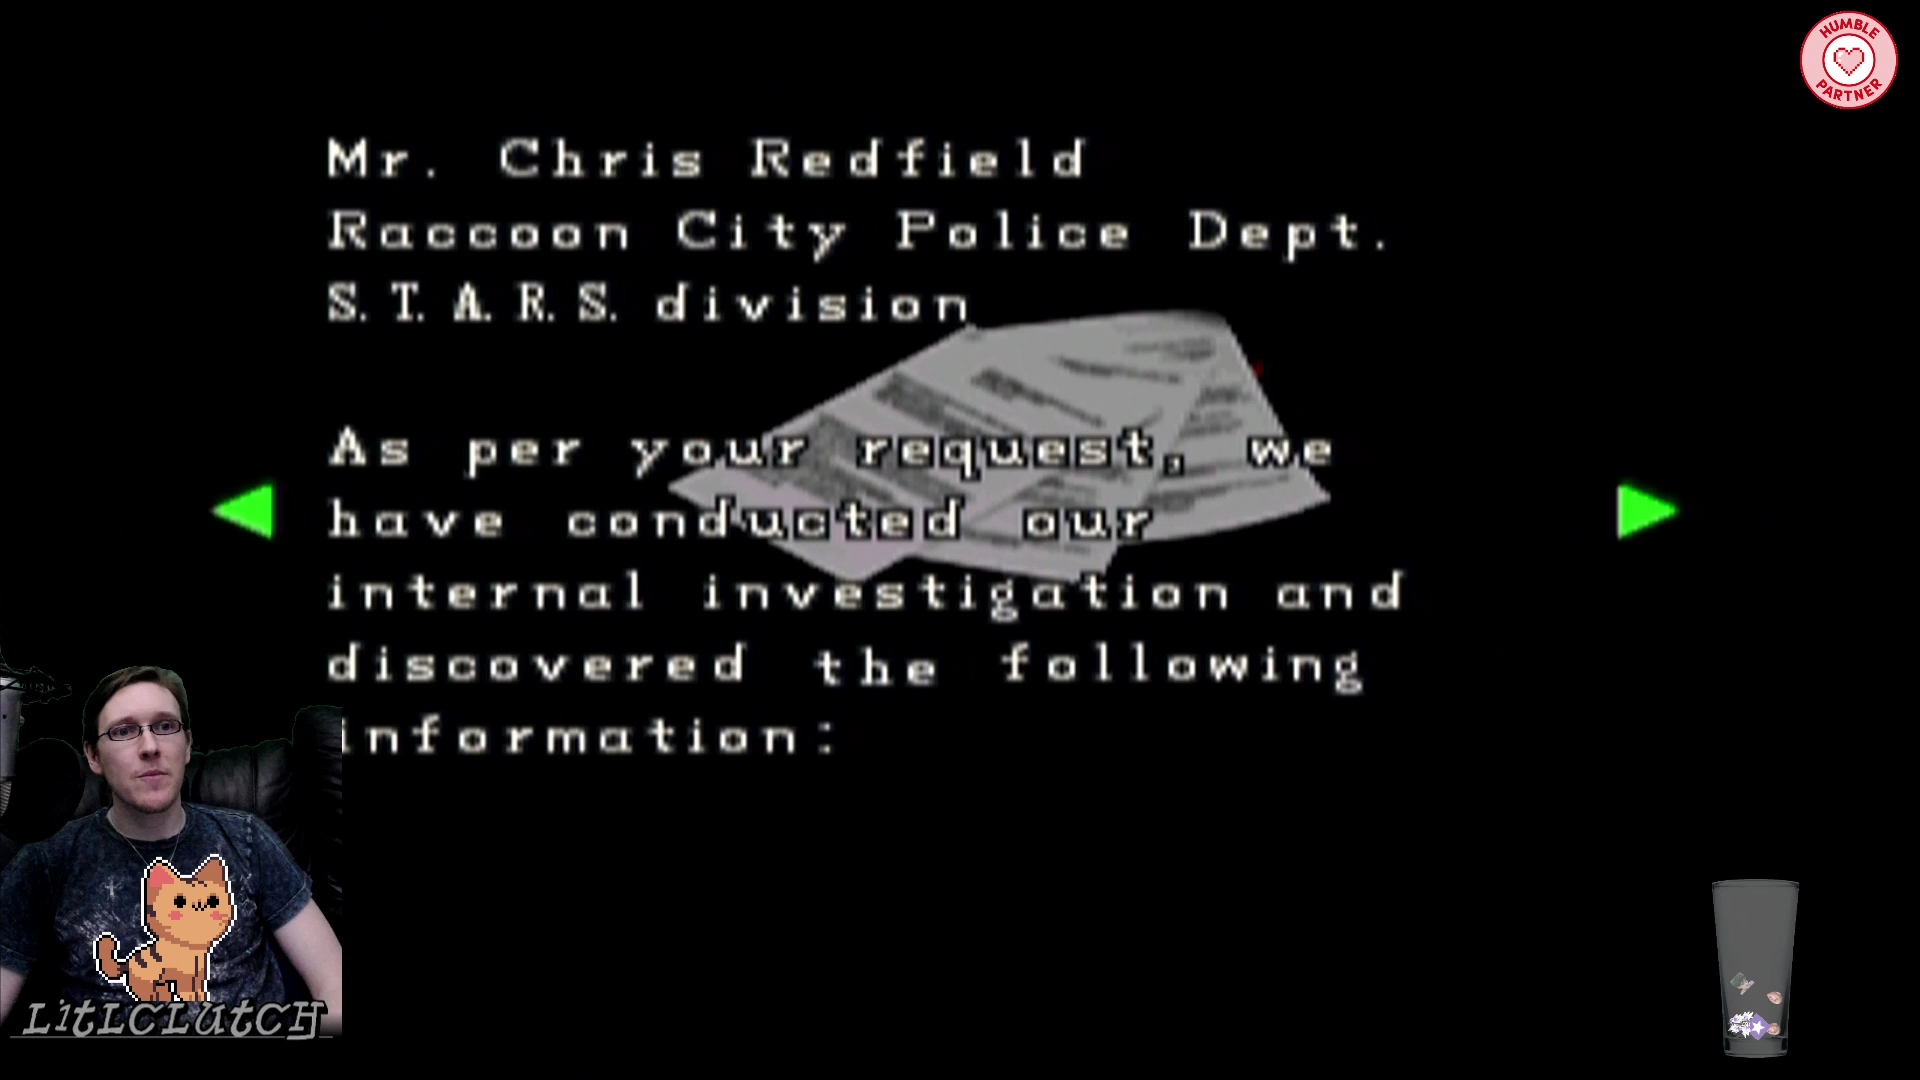 HUMBLE
PARTNER
Mr. Chris Redfield
Raccoon City Police Dept.
S.T.A.R.S. division
As per your request, we
have conducted our
internal investigation and
discovered the following
information:
LitLCLutCH